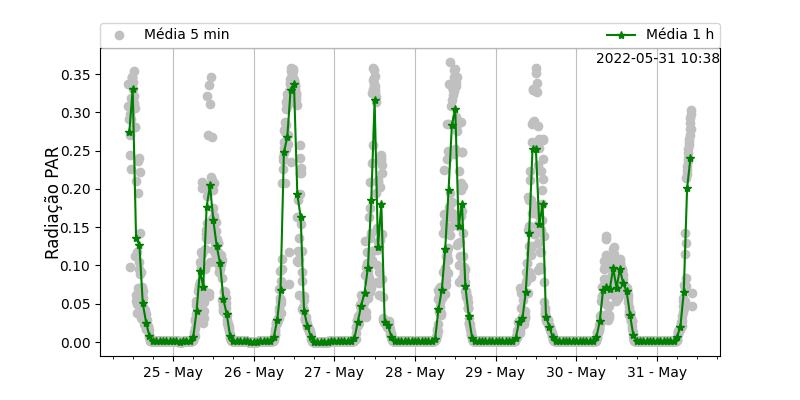 Média 5 min
Média 1 h
2022-05-31 10:38
Radiação PAR
0.35
0.30
0.25
0.20
0.15
0.10
0.05
0.00
25 - May
26 - May
27 - May
28 - May
29 - May
30 - May
31 - May